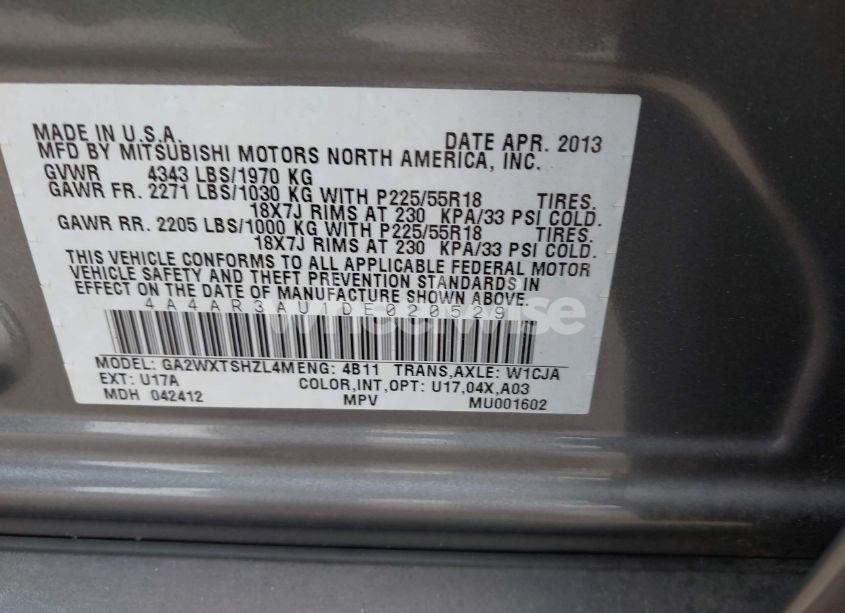 MADE IN U.S.A. DATE APR. 2013
MFD BY MITSUBISHI MOTORS NORTH AMERICA, INC.
GVWR 4343 LBS/1970 KG
GAWR FR. 2271 LBS/1030 KG WITH P225/55R18 TIRES.
18X7J RIMS AT 230 KPA/33 PSI COLD.
GAWR RR. 2205 LBS/1000 KG WITH P225/55R18 TIRES.
18X7J RIMS AT 230 KPA/33 PSI COLD.
THIS VEHICLE CONFORMS TO ALL APPLICABLE FEDERAL MOTOR
VEHICLE SAFETY AND THEFT PREVENTION STANDARDS IN
EFFECT ON THE DATE OF MANUFACTURE SHOWN ABOVE.
4A4AR3AU1DE020529
wheelwise
MODEL: GA2WXTSHZL4M ENG: 4B11 TRANS,AXLE: W1CJA
EXT: U17A COLOR,INT,OPT: U17,04X,A03
MDH 042412 MPV MU001602